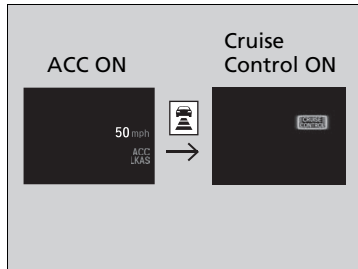 ACC ON
Cruise
Control ON
50 mph
ACC
LKAS
CRUISE
CONTROL